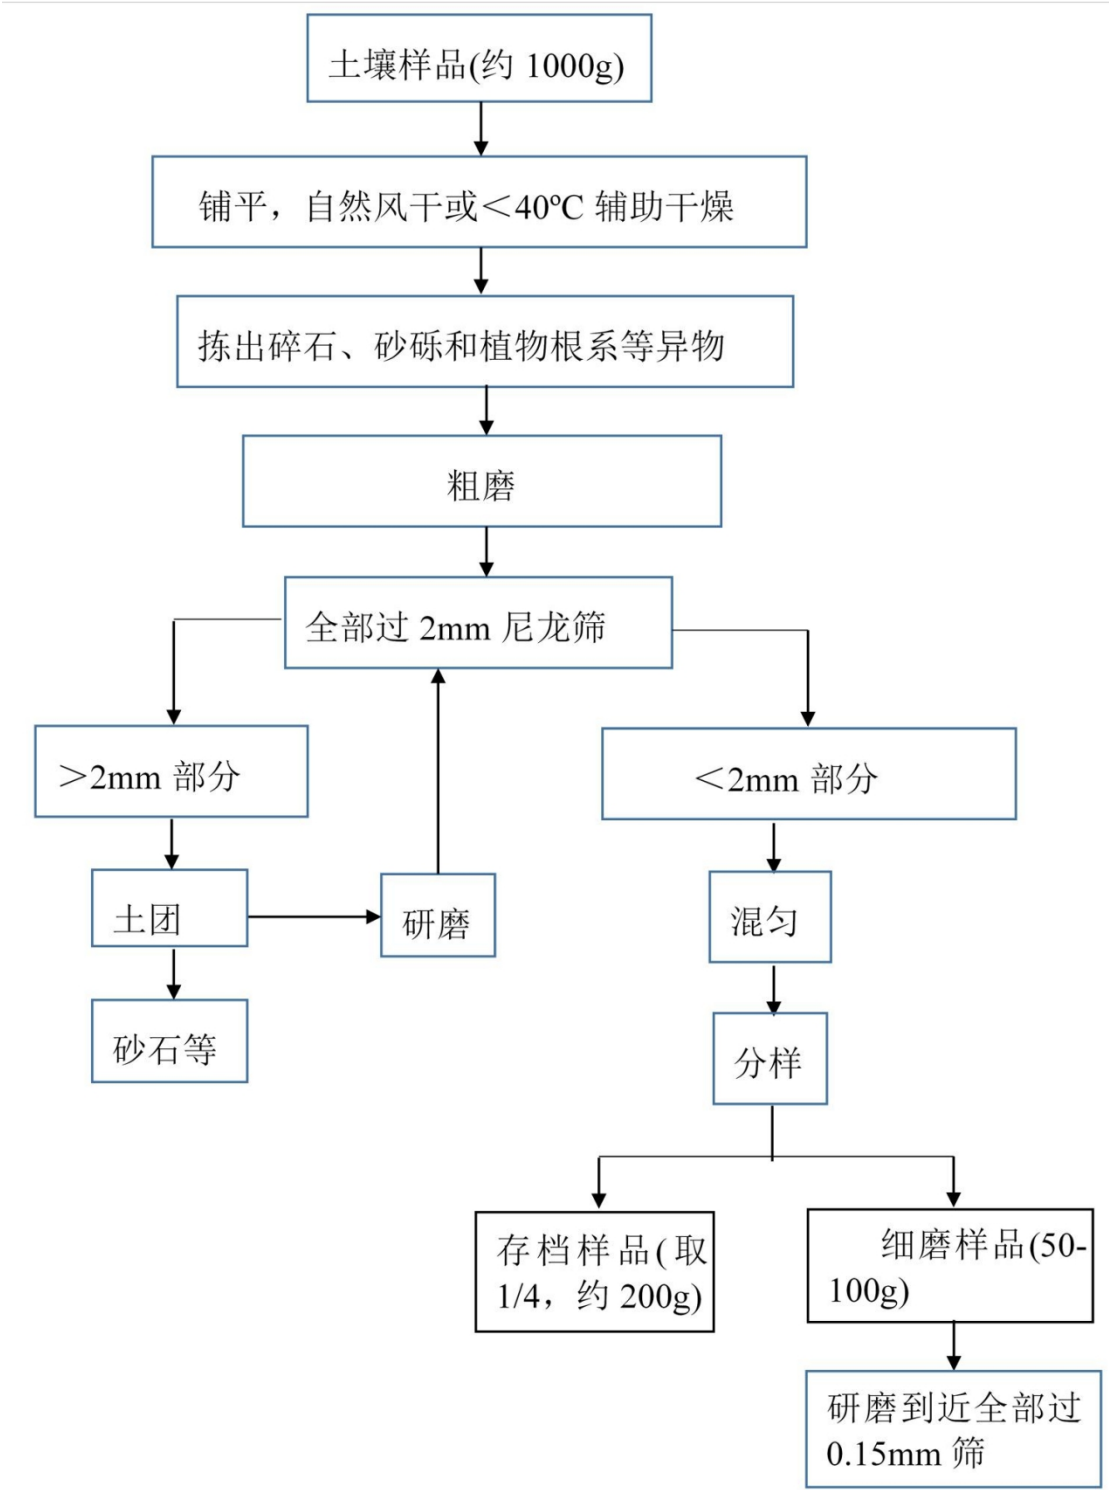 土壤样品(约 1000g)
铺平，自然风干或＜40ºC 辅助干燥
拣出碎石、砂砾和植物根系等异物
粗磨
全部过 2mm 尼龙筛
＞2mm 部分
＜2mm 部分
土团
研磨
混匀
砂石等
分样
存档样品(取
1/4，约 200g)
细磨样品(50-
100g)
研磨到近全部过
0.15mm 筛